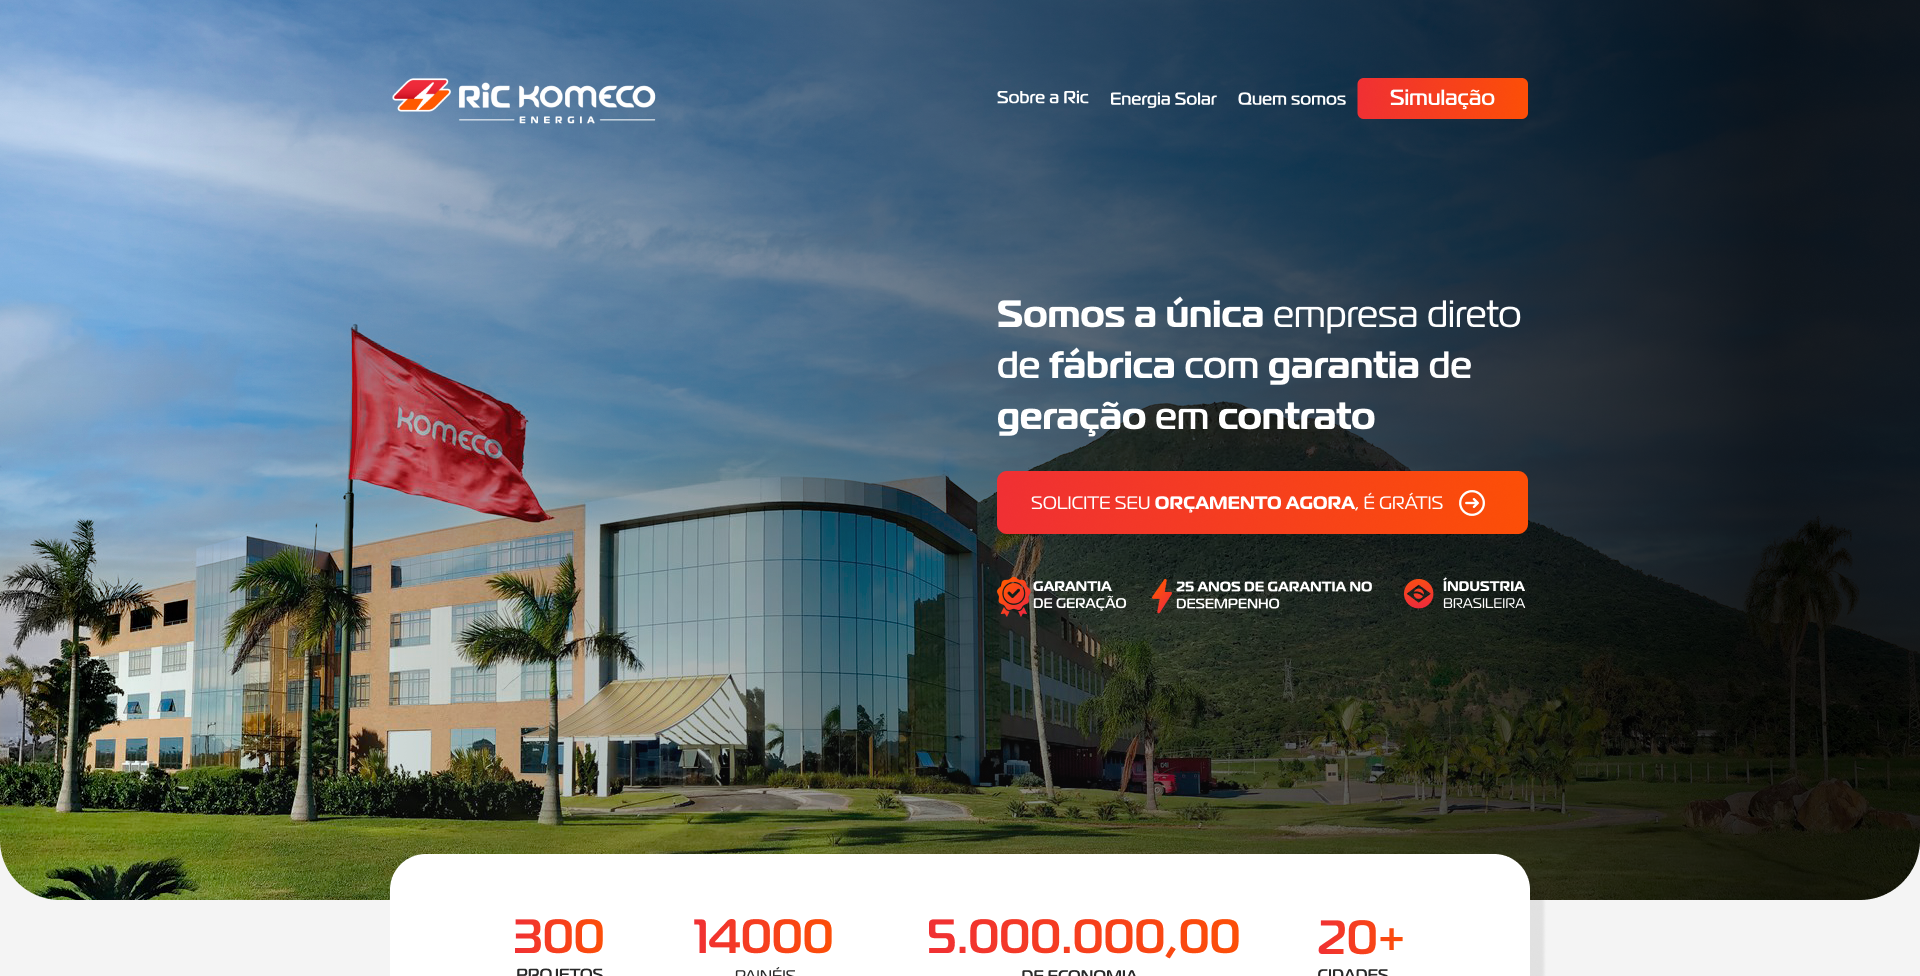 RIC KOMECO
ENERGIA
Sobre a Ric
Energia Solar
Quem somos
Simulação
Somos a única empresa direto
de fábrica com garantia de
geração em contrato
KOMECO
SOLICITE SEU ORÇAMENTO AGORA, É GRÁTIS
GARANTIA
DE GERAÇÃO
25 ANOS DE GARANTIA NO
DESEMPENHO
ÍNDUSTRIA
BRASILEIRA
300
PROJETOS
14000
PAINÉIS
5.000.000,00
DE ECONOMIA
20+
CIDADES